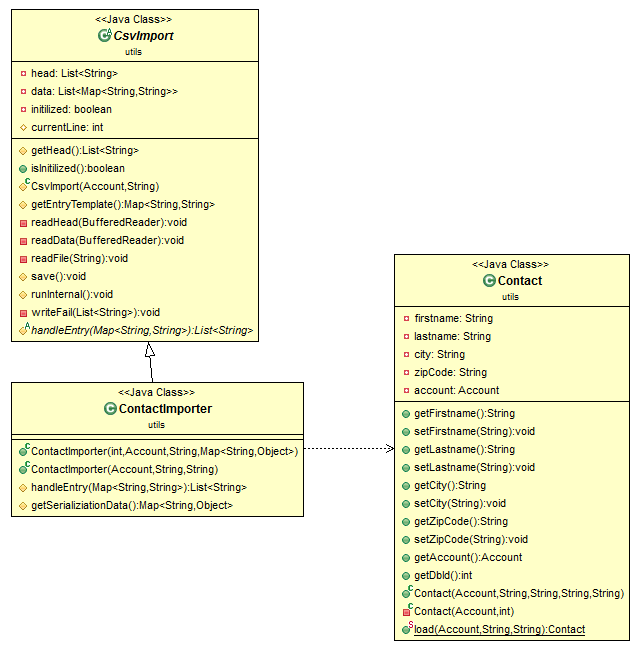 <<Java Class>>
CsvImport
utils
head: List<String>
data: List<Map<String,String>>
initilized: boolean
currentLine: int
getHead():List<String>
isInitilized():boolean
CsvImport(Account,String)
getEntryTemplate():Map<String,String>
readHead(BufferedReader):void
readData(BufferedReader):void
readFile(String):void
save():void
runInternal():void
writeFail(List<String>):void
handleEntry(Map<String,String>):List<String>
<<Java Class>>
ContactImporter
utils
ContactImporter(int,Account,String,Map<String,Object>)
ContactImporter(Account,String,String)
handleEntry(Map<String,String>):List<String>
getSerializiationData():Map<String,Object>
<<Java Class>>
Contact
utils
firstname: String
lastname: String
city: String
zipCode: String
account: Account
getFirstname():String
setFirstname(String):void
getLastname():String
setLastname(String):void
getCity():String
setCity(String):void
getZipCode():String
setZipCode(String):void
getAccount():Account
getDbId():int
Contact(Account,String,String,String,String)
Contact(Account,int)
load(Account,String,String):Contact